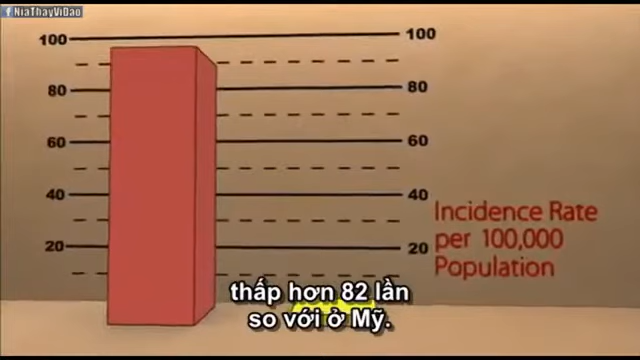 f NiaThayViDao
100
100
80
80
60
60
40
40
20
20
Incidence Rate
per 100,000
Population
thấp hơn 82 lần
so với ở Mỹ.